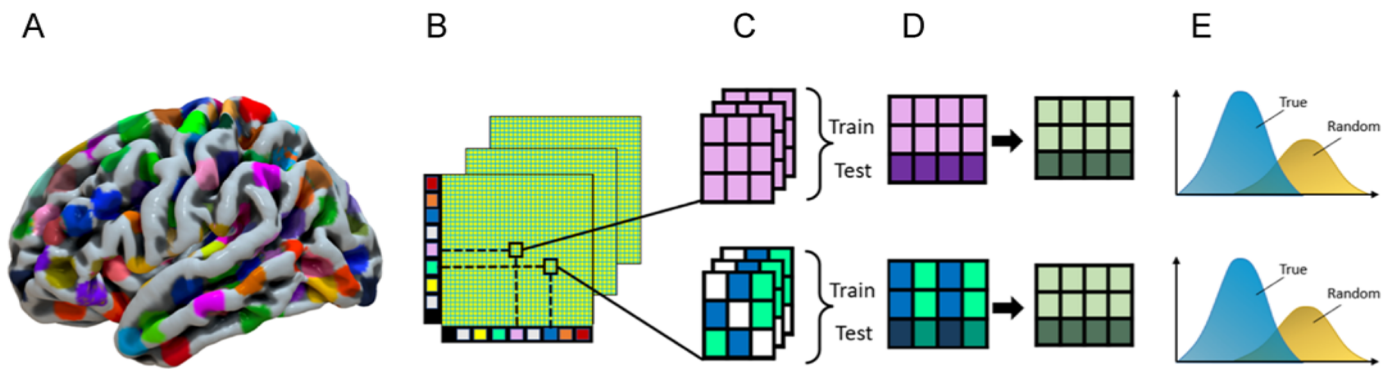 A
B
C
D
E
Train
Test
True
Random
Train
Test
True
Random